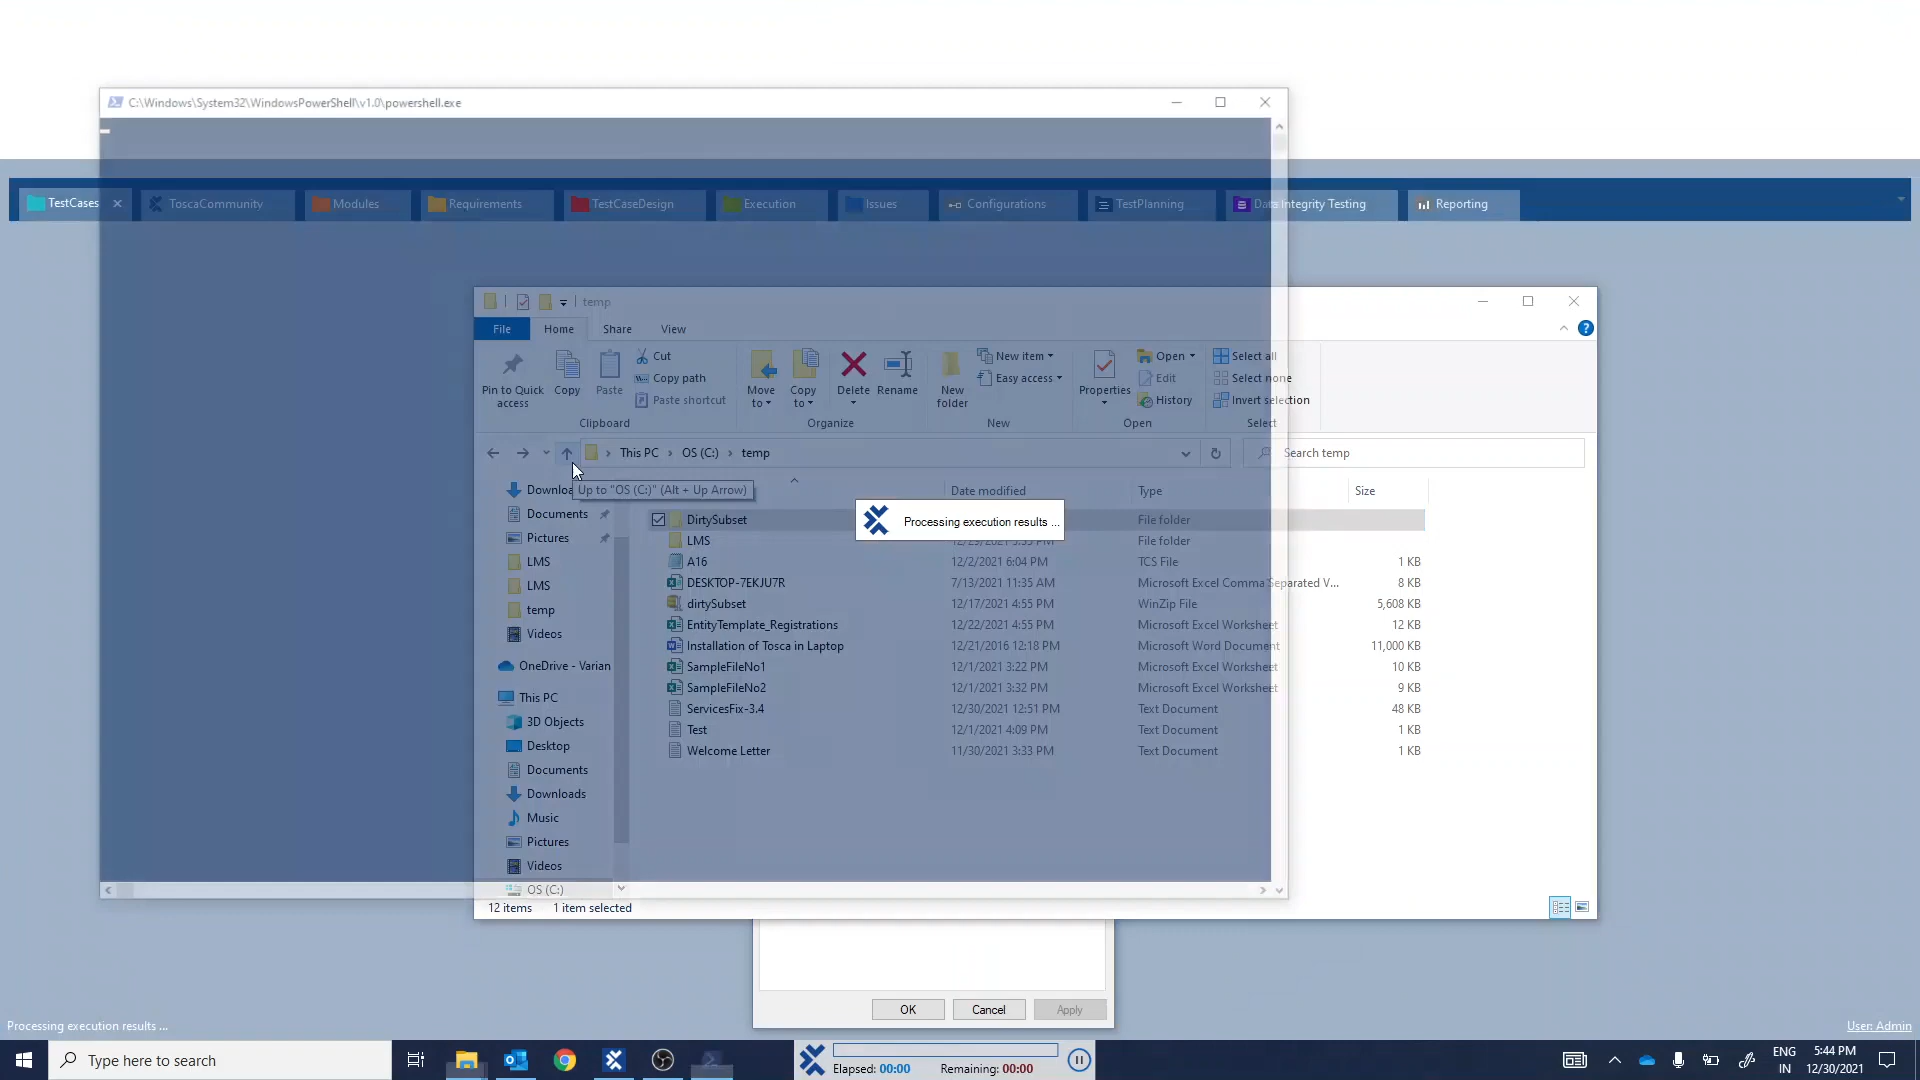 C:\Windows\System32\WindowsPowerShell\v1.0\powershell.exe
TestCases ToscaCommunity Modules Requirements TestCaseDesign Execution Issues Configurations TestPlanning Data Integrity Testing Reporting
temp
File Home Share View
Pin to Quick access
Copy
Paste
Cut
Copy path
Paste shortcut
Clipboard
Move to
Copy to
Delete
Rename
Organize
New folder
New item
Easy access
New
Properties
Open
Edit
History
Open
Select all
Select none
Invert selection
Select
This PC > OS (C:) > temp
Search temp
Up to "OS (C:)" (Alt + Up Arrow)
Documents
Pictures
LMS
LMS
temp
Videos
OneDrive - Varian
This PC
3D Objects
Desktop
Documents
Downloads
Music
Pictures
Videos
OS (C:)
Date modified Type Size
DirtySubset File folder
Processing execution results ...
LMS File folder
A16 12/2/2021 6:04 PM TCS File 1 KB
DESKTOP-7EKJU7R 7/13/2021 11:35 AM Microsoft Excel Comma Separated V... 8 KB
dirtySubset 12/17/2021 4:55 PM WinZip File 5,608 KB
EntityTemplate_Registrations 12/22/2021 4:55 PM Microsoft Excel Worksheet 12 KB
Installation of Tosca in Laptop 12/21/2016 12:18 PM Microsoft Word Document 11,000 KB
SampleFileNo1 12/1/2021 3:22 PM Microsoft Excel Worksheet 10 KB
SampleFileNo2 12/1/2021 3:32 PM Microsoft Excel Worksheet 9 KB
ServicesFix-3.4 12/30/2021 12:51 PM Text Document 48 KB
Test 12/1/2021 4:09 PM Text Document 1 KB
Welcome Letter 11/30/2021 3:33 PM Text Document 1 KB
12 items 1 item selected
OK Cancel Apply
Processing execution results ...
User: Admin
Type here to search
Elapsed: 00:00 Remaining: 00:00
ENG
IN
5:44 PM
12/30/2021